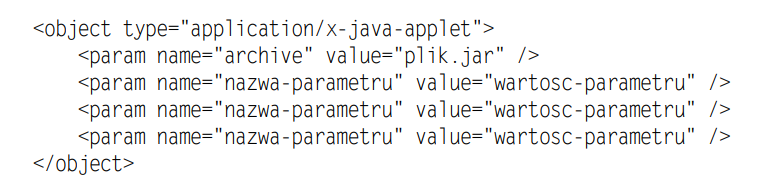 <object type="application/x-java-applet">
    <param name="archive" value="plik.jar" />
    <param name="nazwa-parametru" value="wartosc-parametru" />
    <param name="nazwa-parametru" value="wartosc-parametru" />
    <param name="nazwa-parametru" value="wartosc-parametru" />
</object>